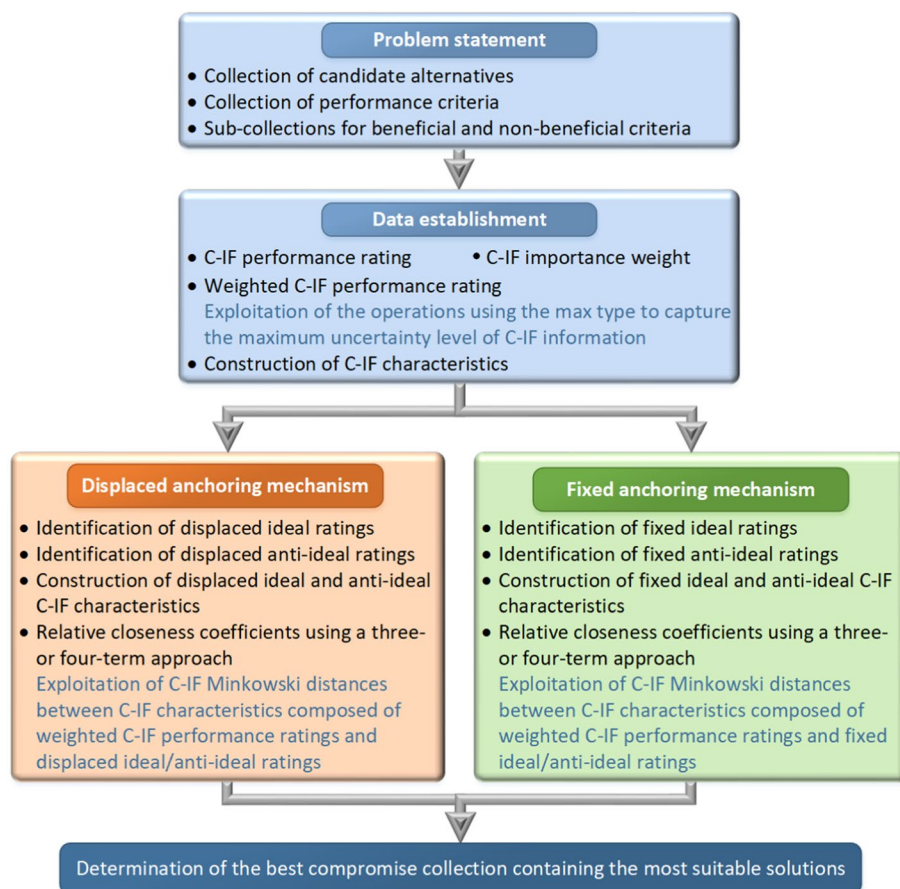 Problem statement
• Collection of candidate alternatives
• Collection of performance criteria
• Sub-collections for beneficial and non-beneficial criteria
Data establishment
• C-IF performance rating • C-IF importance weight
• Weighted C-IF performance rating
Exploitation of the operations using the max type to capture
the maximum uncertainty level of C-IF information
• Construction of C-IF characteristics
Displaced anchoring mechanism
• Identification of displaced ideal ratings
• Identification of displaced anti-ideal ratings
• Construction of displaced ideal and anti-ideal
C-IF characteristics
• Relative closeness coefficients using a three-
or four-term approach
Exploitation of C-IF Minkowski distances
between C-IF characteristics composed of
weighted C-IF performance ratings and
displaced ideal/anti-ideal ratings
Fixed anchoring mechanism
• Identification of fixed ideal ratings
• Identification of fixed anti-ideal ratings
• Construction of fixed ideal and anti-ideal C-IF
characteristics
• Relative closeness coefficients using a three-
or four-term approach
Exploitation of C-IF Minkowski distances
between C-IF characteristics composed of
weighted C-IF performance ratings and fixed
ideal/anti-ideal ratings
Determination of the best compromise collection containing the most suitable solutions